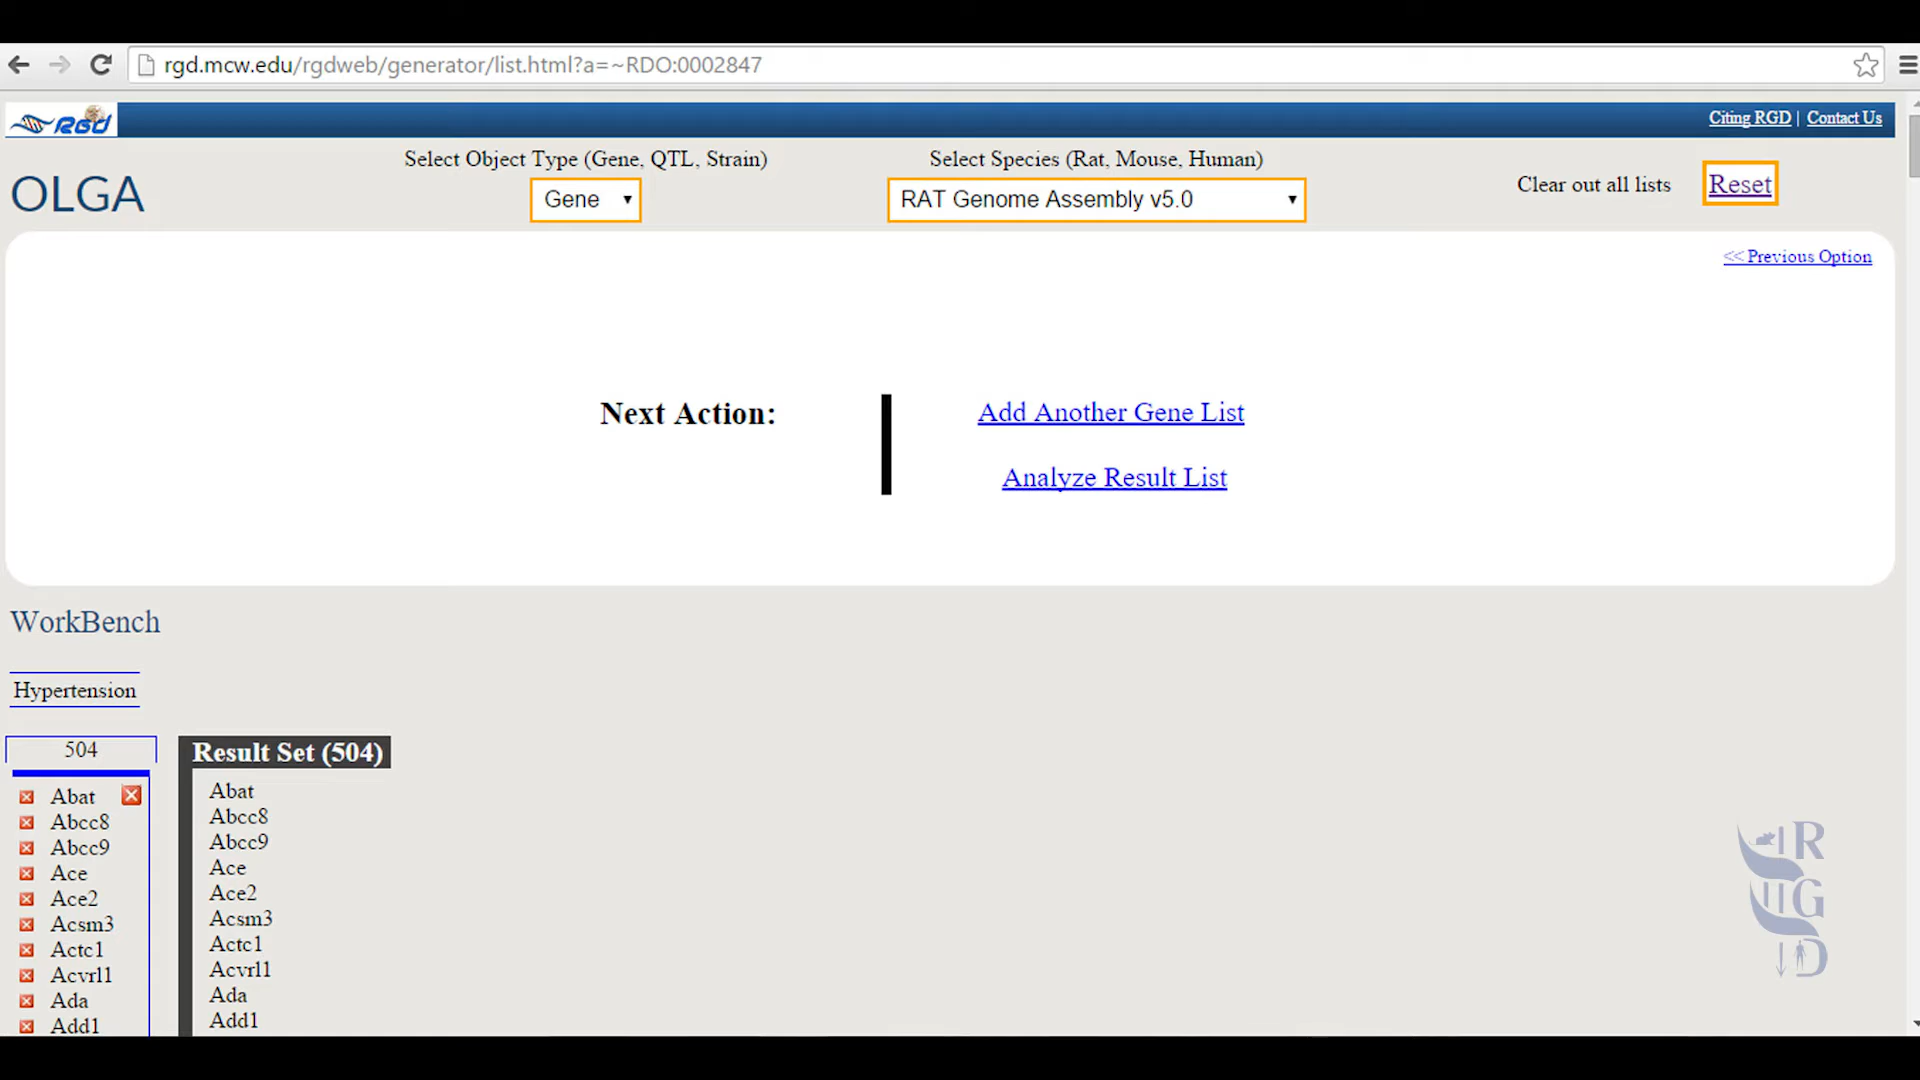 rgd.mcw.edu/rgdweb/generator/list.html?a=~RDO:0002847
RGD
Citing RGD | Contact Us
OLGA
Select Object Type (Gene, QTL, Strain)
Gene
Select Species (Rat, Mouse, Human)
RAT Genome Assembly v5.0
Clear out all lists
Reset
<< Previous Option
Next Action:
Add Another Gene List
Analyze Result List
WorkBench
Hypertension
504
Abat
Abcc8
Abcc9
Ace
Ace2
Acsm3
Actc1
Acvrl1
Ada
Add1
Result Set (504)
Abat
Abcc8
Abcc9
Ace
Ace2
Acsm3
Actc1
Acvrl1
Ada
Add1
R
G
D